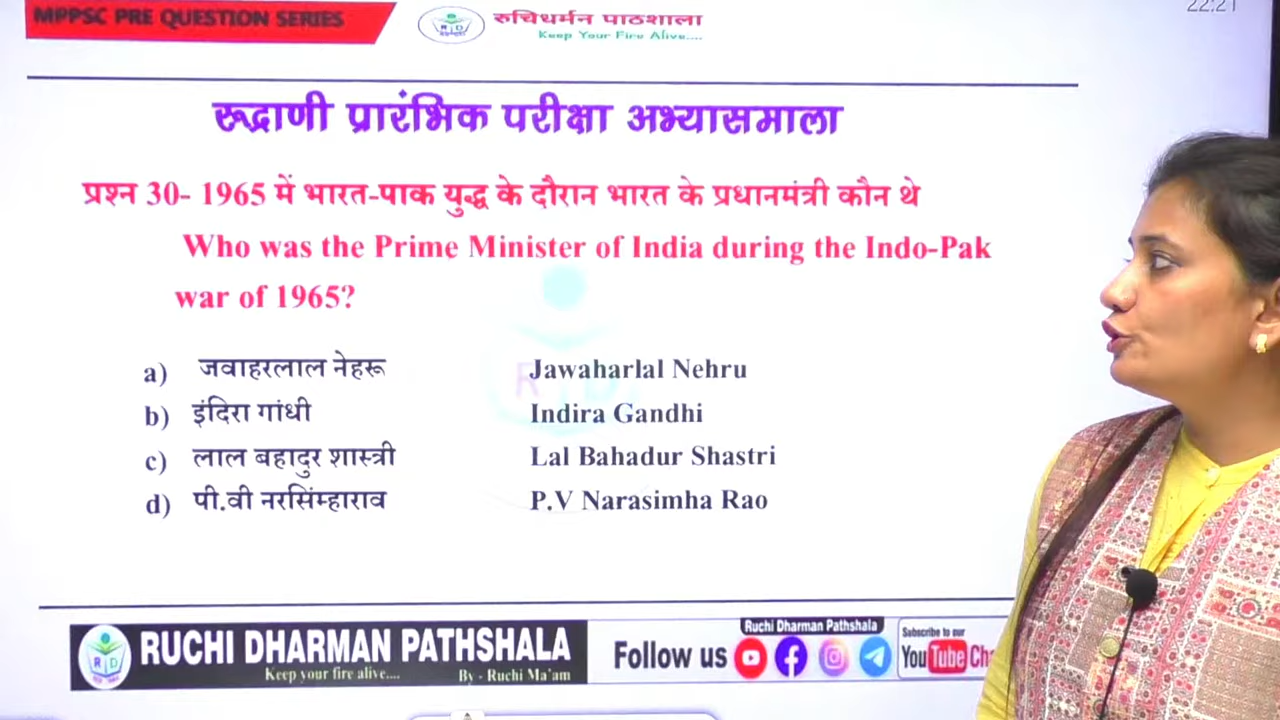 MPPSC PRE QUESTION SERIES
रुचिधर्मन पाठशाला
Keep Your Fire Alive....
22:21
रूद्राणी प्रारंभिक परीक्षा अभ्यासमाला
प्रश्न 30- 1965 में भारत-पाक युद्ध के दौरान भारत के प्रधानमंत्री कौन थे
Who was the Prime Minister of India during the Indo-Pak
war of 1965?
a) जवाहरलाल नेहरू Jawaharlal Nehru
b) इंदिरा गांधी Indira Gandhi
c) लाल बहादुर शास्त्री Lal Bahadur Shastri
d) पी.वी नरसिंम्हाराव P.V Narasimha Rao
RUCHI DHARMAN PATHSHALA
Keep your fire alive.... By - Ruchi Ma'am
Follow us
Ruchi Dharman Pathshala
Subscribe to our
YouTube Ch
R D